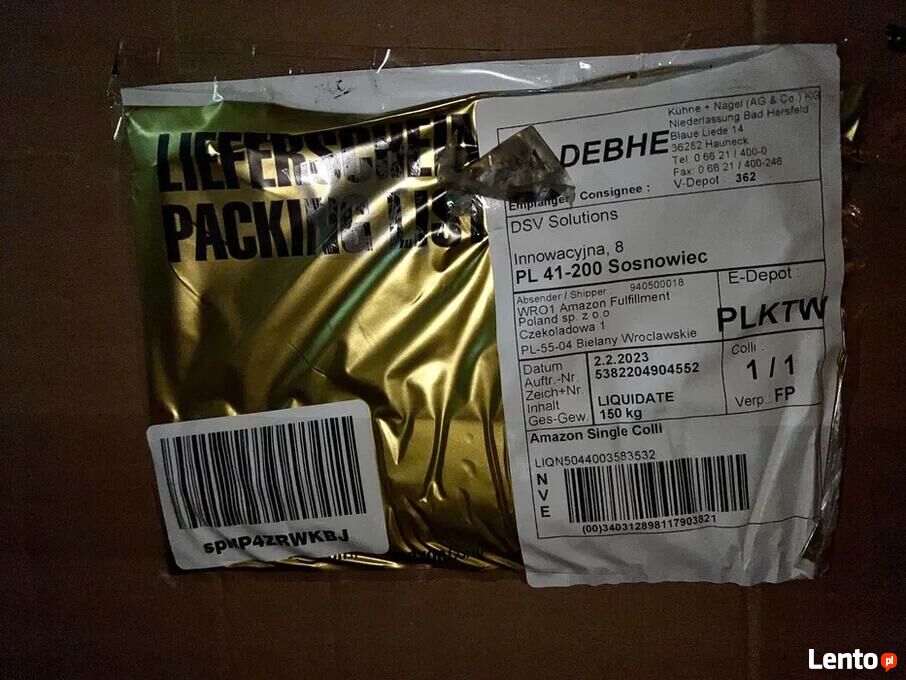 LIEFERSCHEIN
PACKING LIST
Kühne + Nagel (AG & Co.) KG
Niederlassung Bad Hersfeld
Blaue Liede 14
36282 Hauneck
Tel. 0 66 21 / 400-0
Fax: 0 66 21 / 400-246
V-Depot : 362
DEBHE
Empfänger / Consignee :
DSV Solutions
Innowacyjna, 8
PL 41-200 Sosnowiec
Absender / Shipper : 940500018
WRO1 Amazon Fulfillment
Poland sp. z o.o
Czekoladowa 1
PL-55-04 Bielany Wroclawskie
E-Depot :
PLKTW
Datum 2.2.2023
Auftr.-Nr. 5382204904552
Zeich+Nr.
Inhalt LIQUIDATE
Ges-Gew. 150 kg
Colli :
1 / 1
Verp.: FP
Amazon Single Colli
LIQN5044003583532
NVE
(00)340312898117903821
spHP4ZRWKBJ
Lento pl